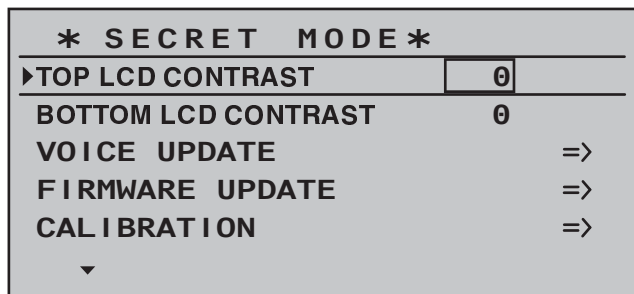 * SECRET MODE*
TOP LCD CONTRAST 0
BOTTOM LCD CONTRAST 0
VOICE UPDATE =>
FIRMWARE UPDATE =>
CALIBRATION =>